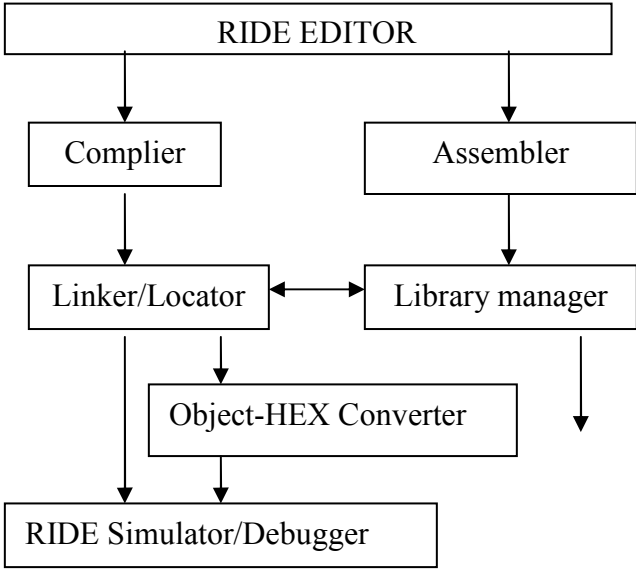 RIDE EDITOR
Complier
Assembler
Linker/Locator
Library manager
Object-HEX Converter
RIDE Simulator/Debugger